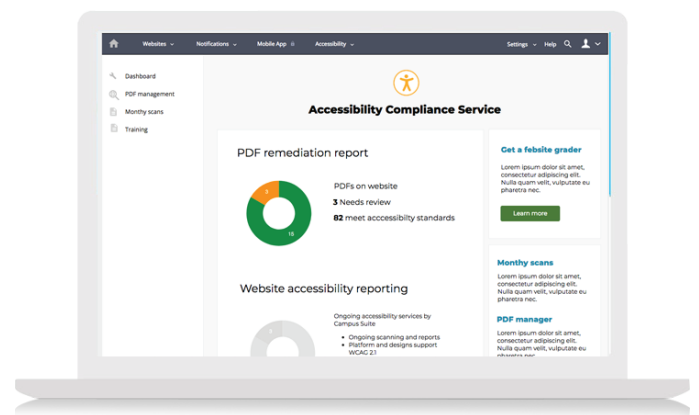 Websites
Notifications
Mobile App
Accessibility
Settings
Help
Dashboard
PDF management
Monthy scans
Training
Accessibility Compliance Service
PDF remediation report
3
15
PDFs on website
3 Needs review
82 meet acccessibilty standards
Website accessibility reporting
3
Ongoing accessibility services by
Campus Suite
Ongoing scanning and reports
Platform and designs support
WCAG 2.1
Get a febsite grader
Lorem ipsum dolor sit amet,
consectetur adipiscing elit.
Nulla quam velit, vulputate eu
pharetra nec.
Learn more
Monthy scans
Lorem ipsum dolor sit amet,
consectetur adipiscing elit.
Nulla quam velit, vulputate eu
pharetra nec.
PDF manager
Lorem ipsum dolor sit amet,
consectetur adipiscing elit.
Nulla quam velit, vulputate eu
pharetra nec.